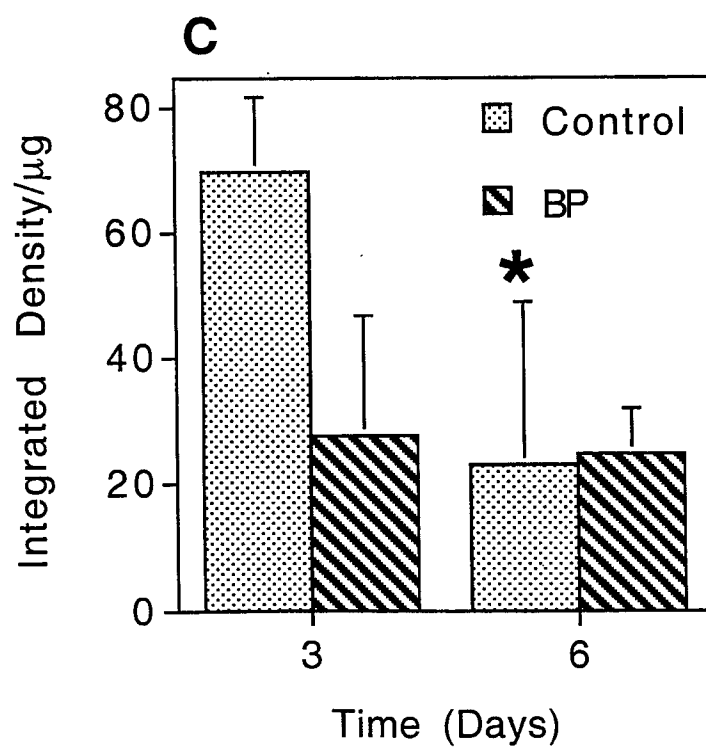 C
Integrated Density/µg
80
60
40
20
0
Control
BP
*
3 6
Time (Days)